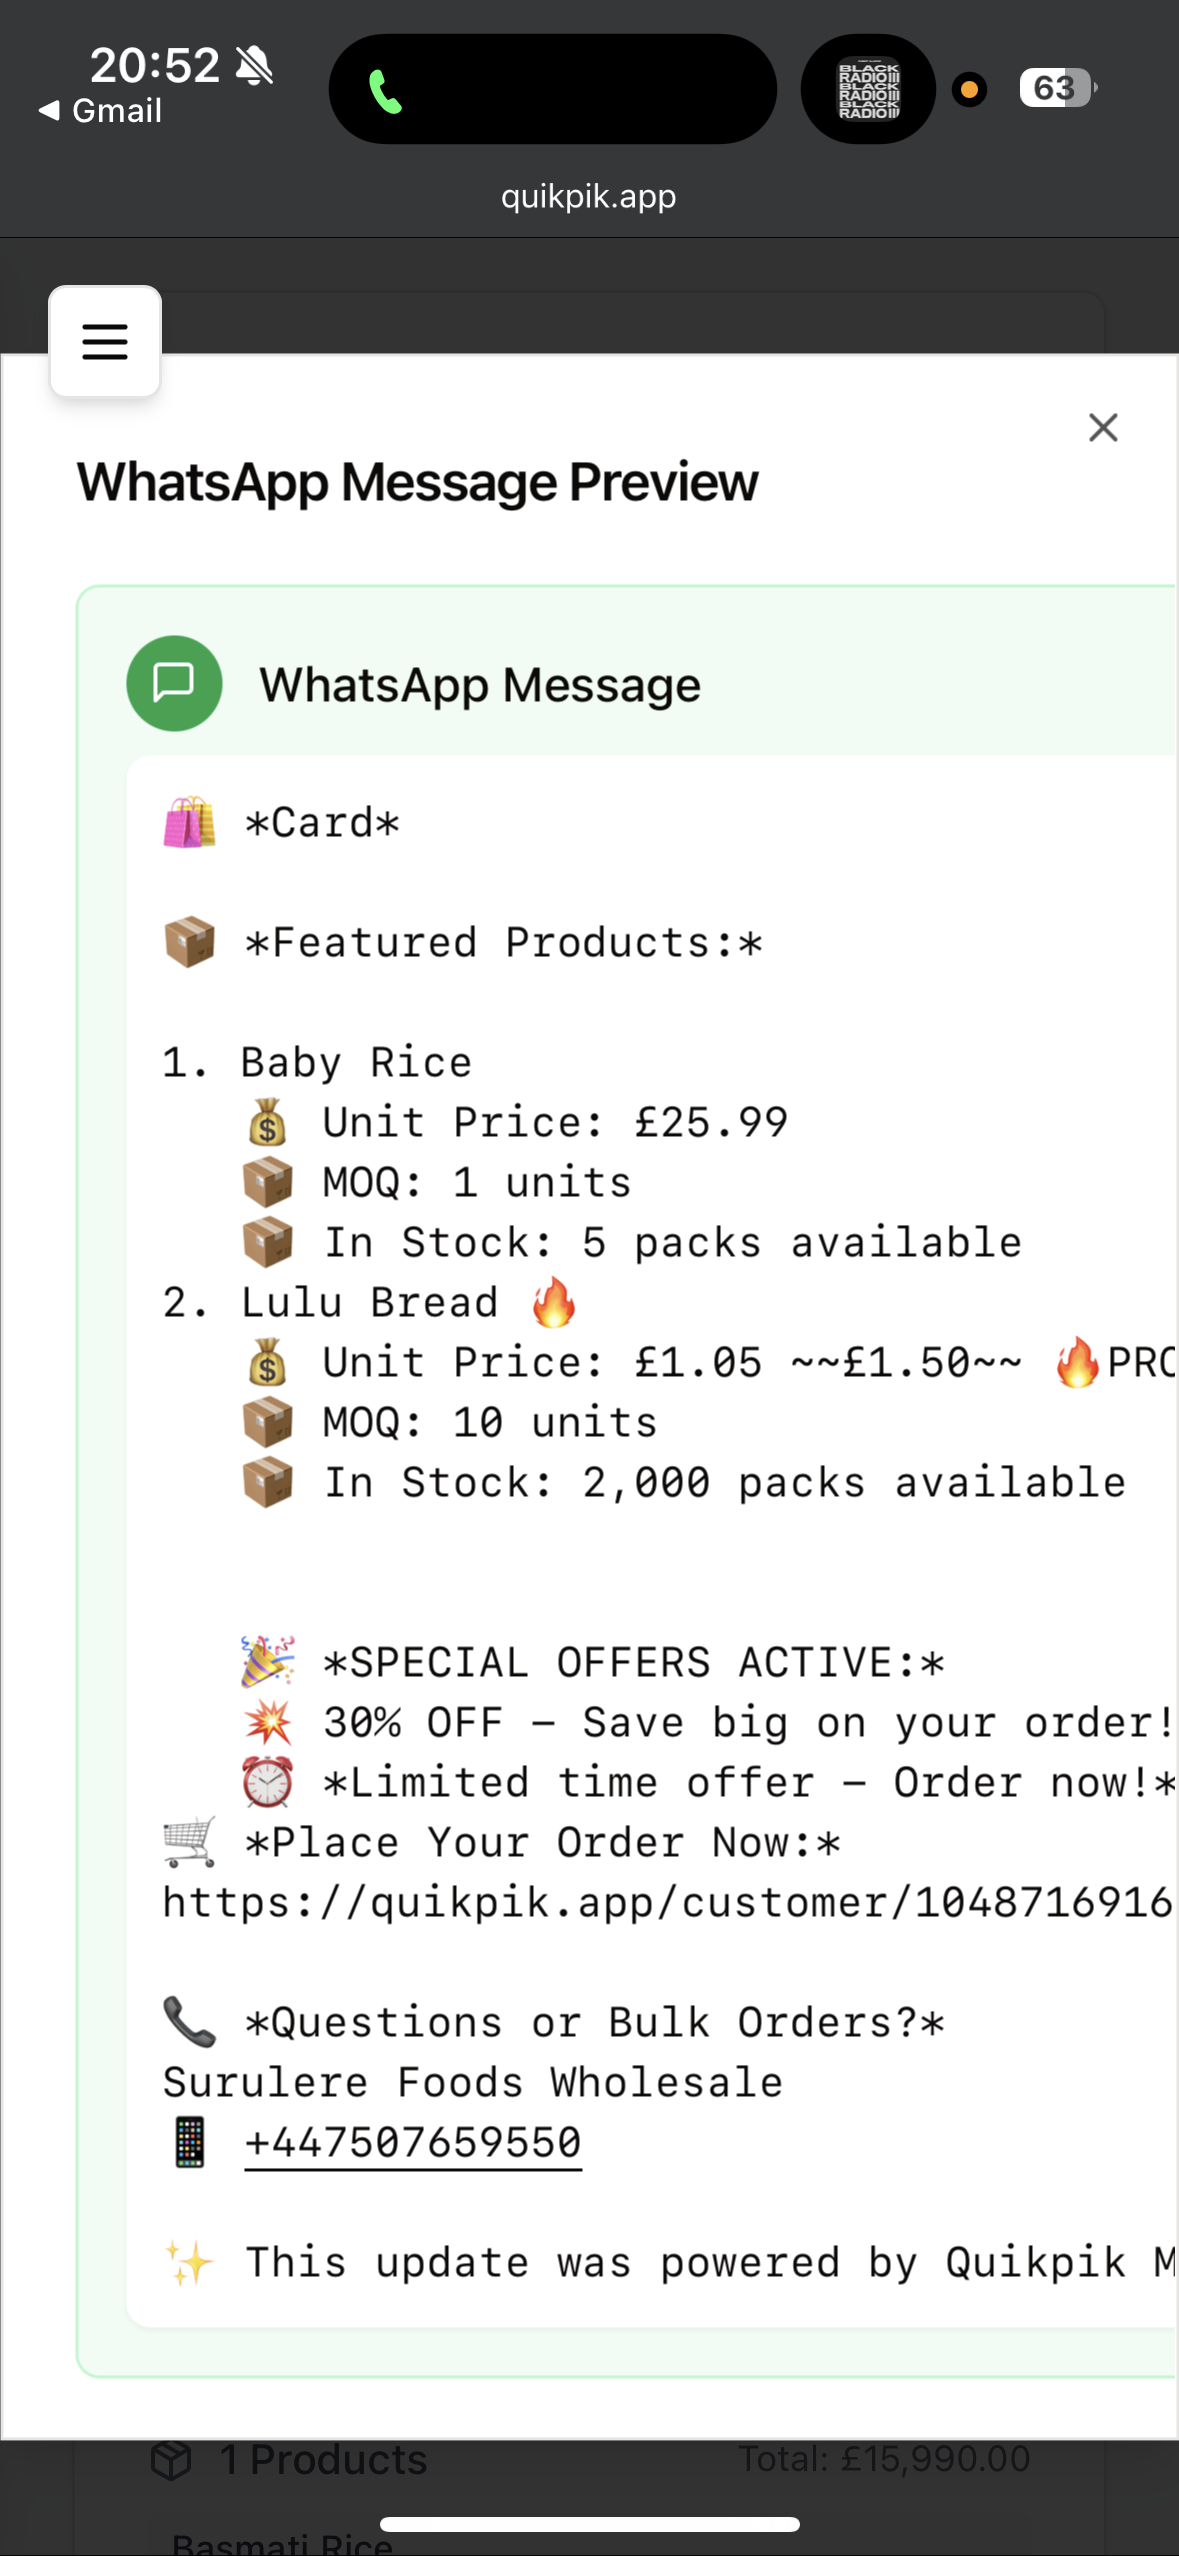 20:52
◀ Gmail
BLACK
RADIO III
BLACK
RADIO III
BLACK
RADIO III
63
quikpik.app
WhatsApp Message Preview
WhatsApp Message
🛍️ *Card*
📦 *Featured Products:*
1. Baby Rice
💰 Unit Price: £25.99
📦 MOQ: 1 units
📦 In Stock: 5 packs available
2. Lulu Bread 🔥
💰 Unit Price: £1.05 ~~£1.50~~ 🔥PRO
📦 MOQ: 10 units
📦 In Stock: 2,000 packs available
🎉 *SPECIAL OFFERS ACTIVE:*
💥 30% OFF – Save big on your order!
⏰ *Limited time offer – Order now!*
🛒 *Place Your Order Now:*
https://quikpik.app/customer/1048716916
📞 *Questions or Bulk Orders?*
Surulere Foods Wholesale
📱 +447507659550
✨ This update was powered by Quikpik M
1 Products
Total: £15,990.00
Basmati Rice